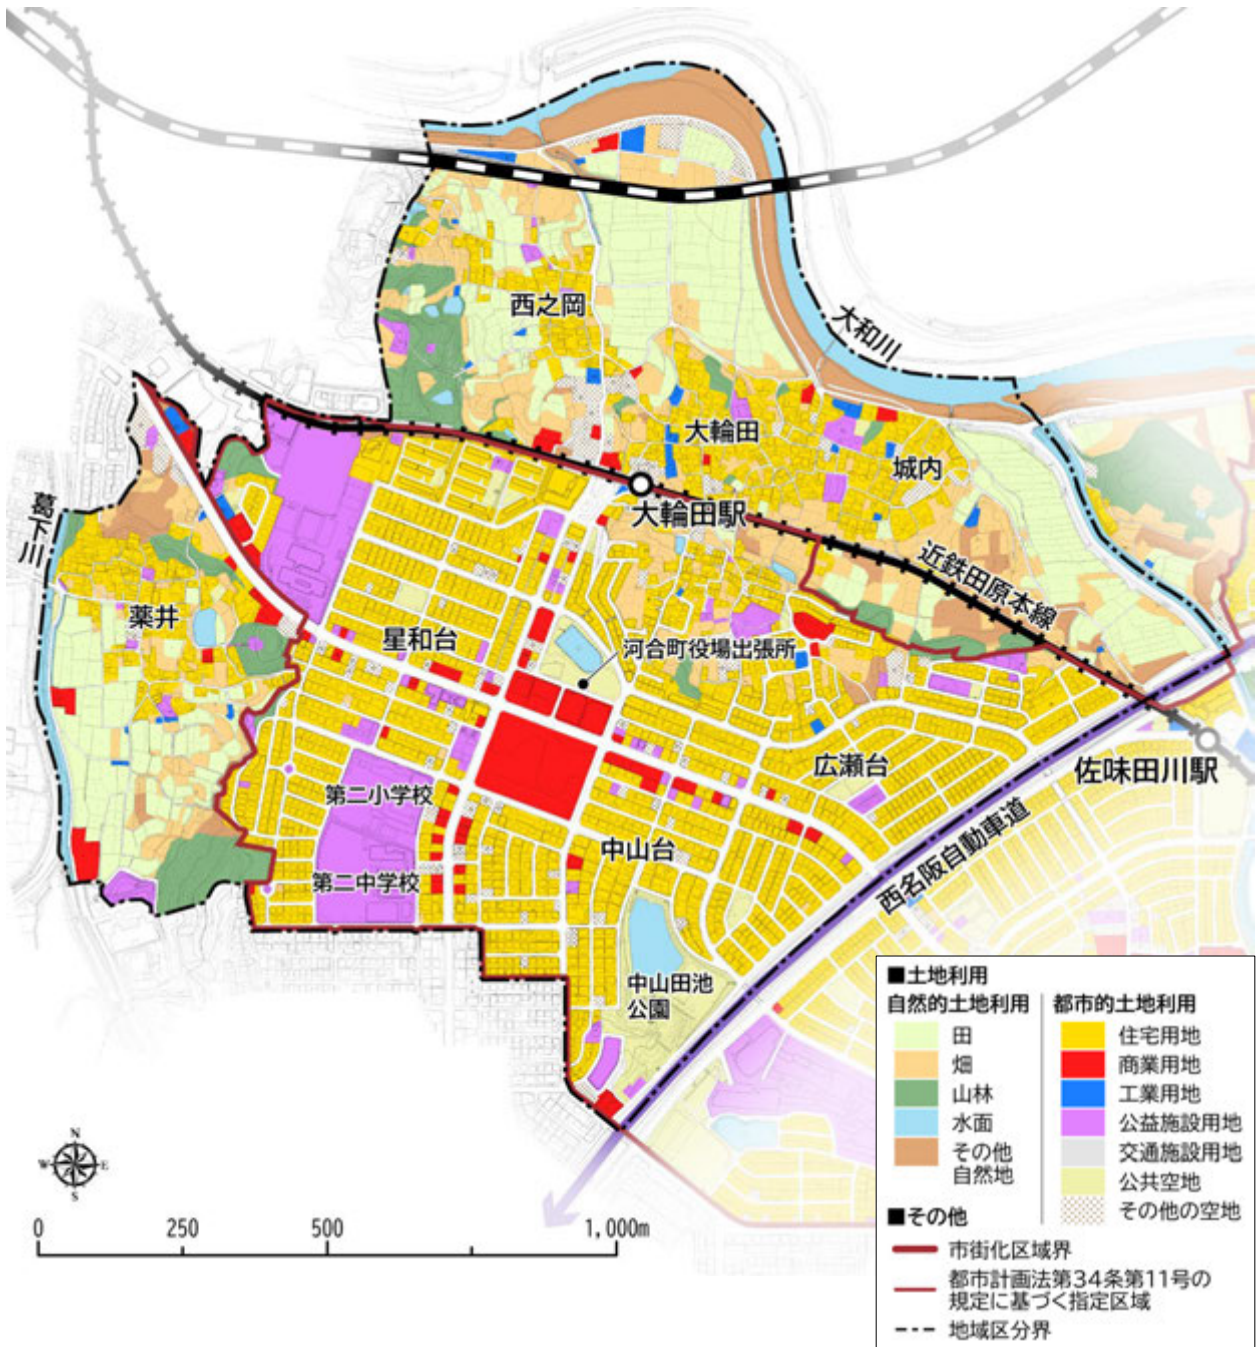 西之岡
大和川
大輪田
城内
大輪田駅
葛下川
近鉄田原本線
薬井
星和台
河合町役場出張所
広瀬台
佐味田川駅
第二小学校
中山台
西名阪自動車道
第二中学校
中山田池
公園
■土地利用
自然的土地利用
田
畑
山林
水面
その他
自然地
都市的土地利用
住宅用地
商業用地
工業用地
公益施設用地
交通施設用地
公共空地
その他の空地
■その他
市街化区域界
都市計画法第34条第11号の
規定に基づく指定区域
地域区分界
N
W E
S
0 250 500 1,000m